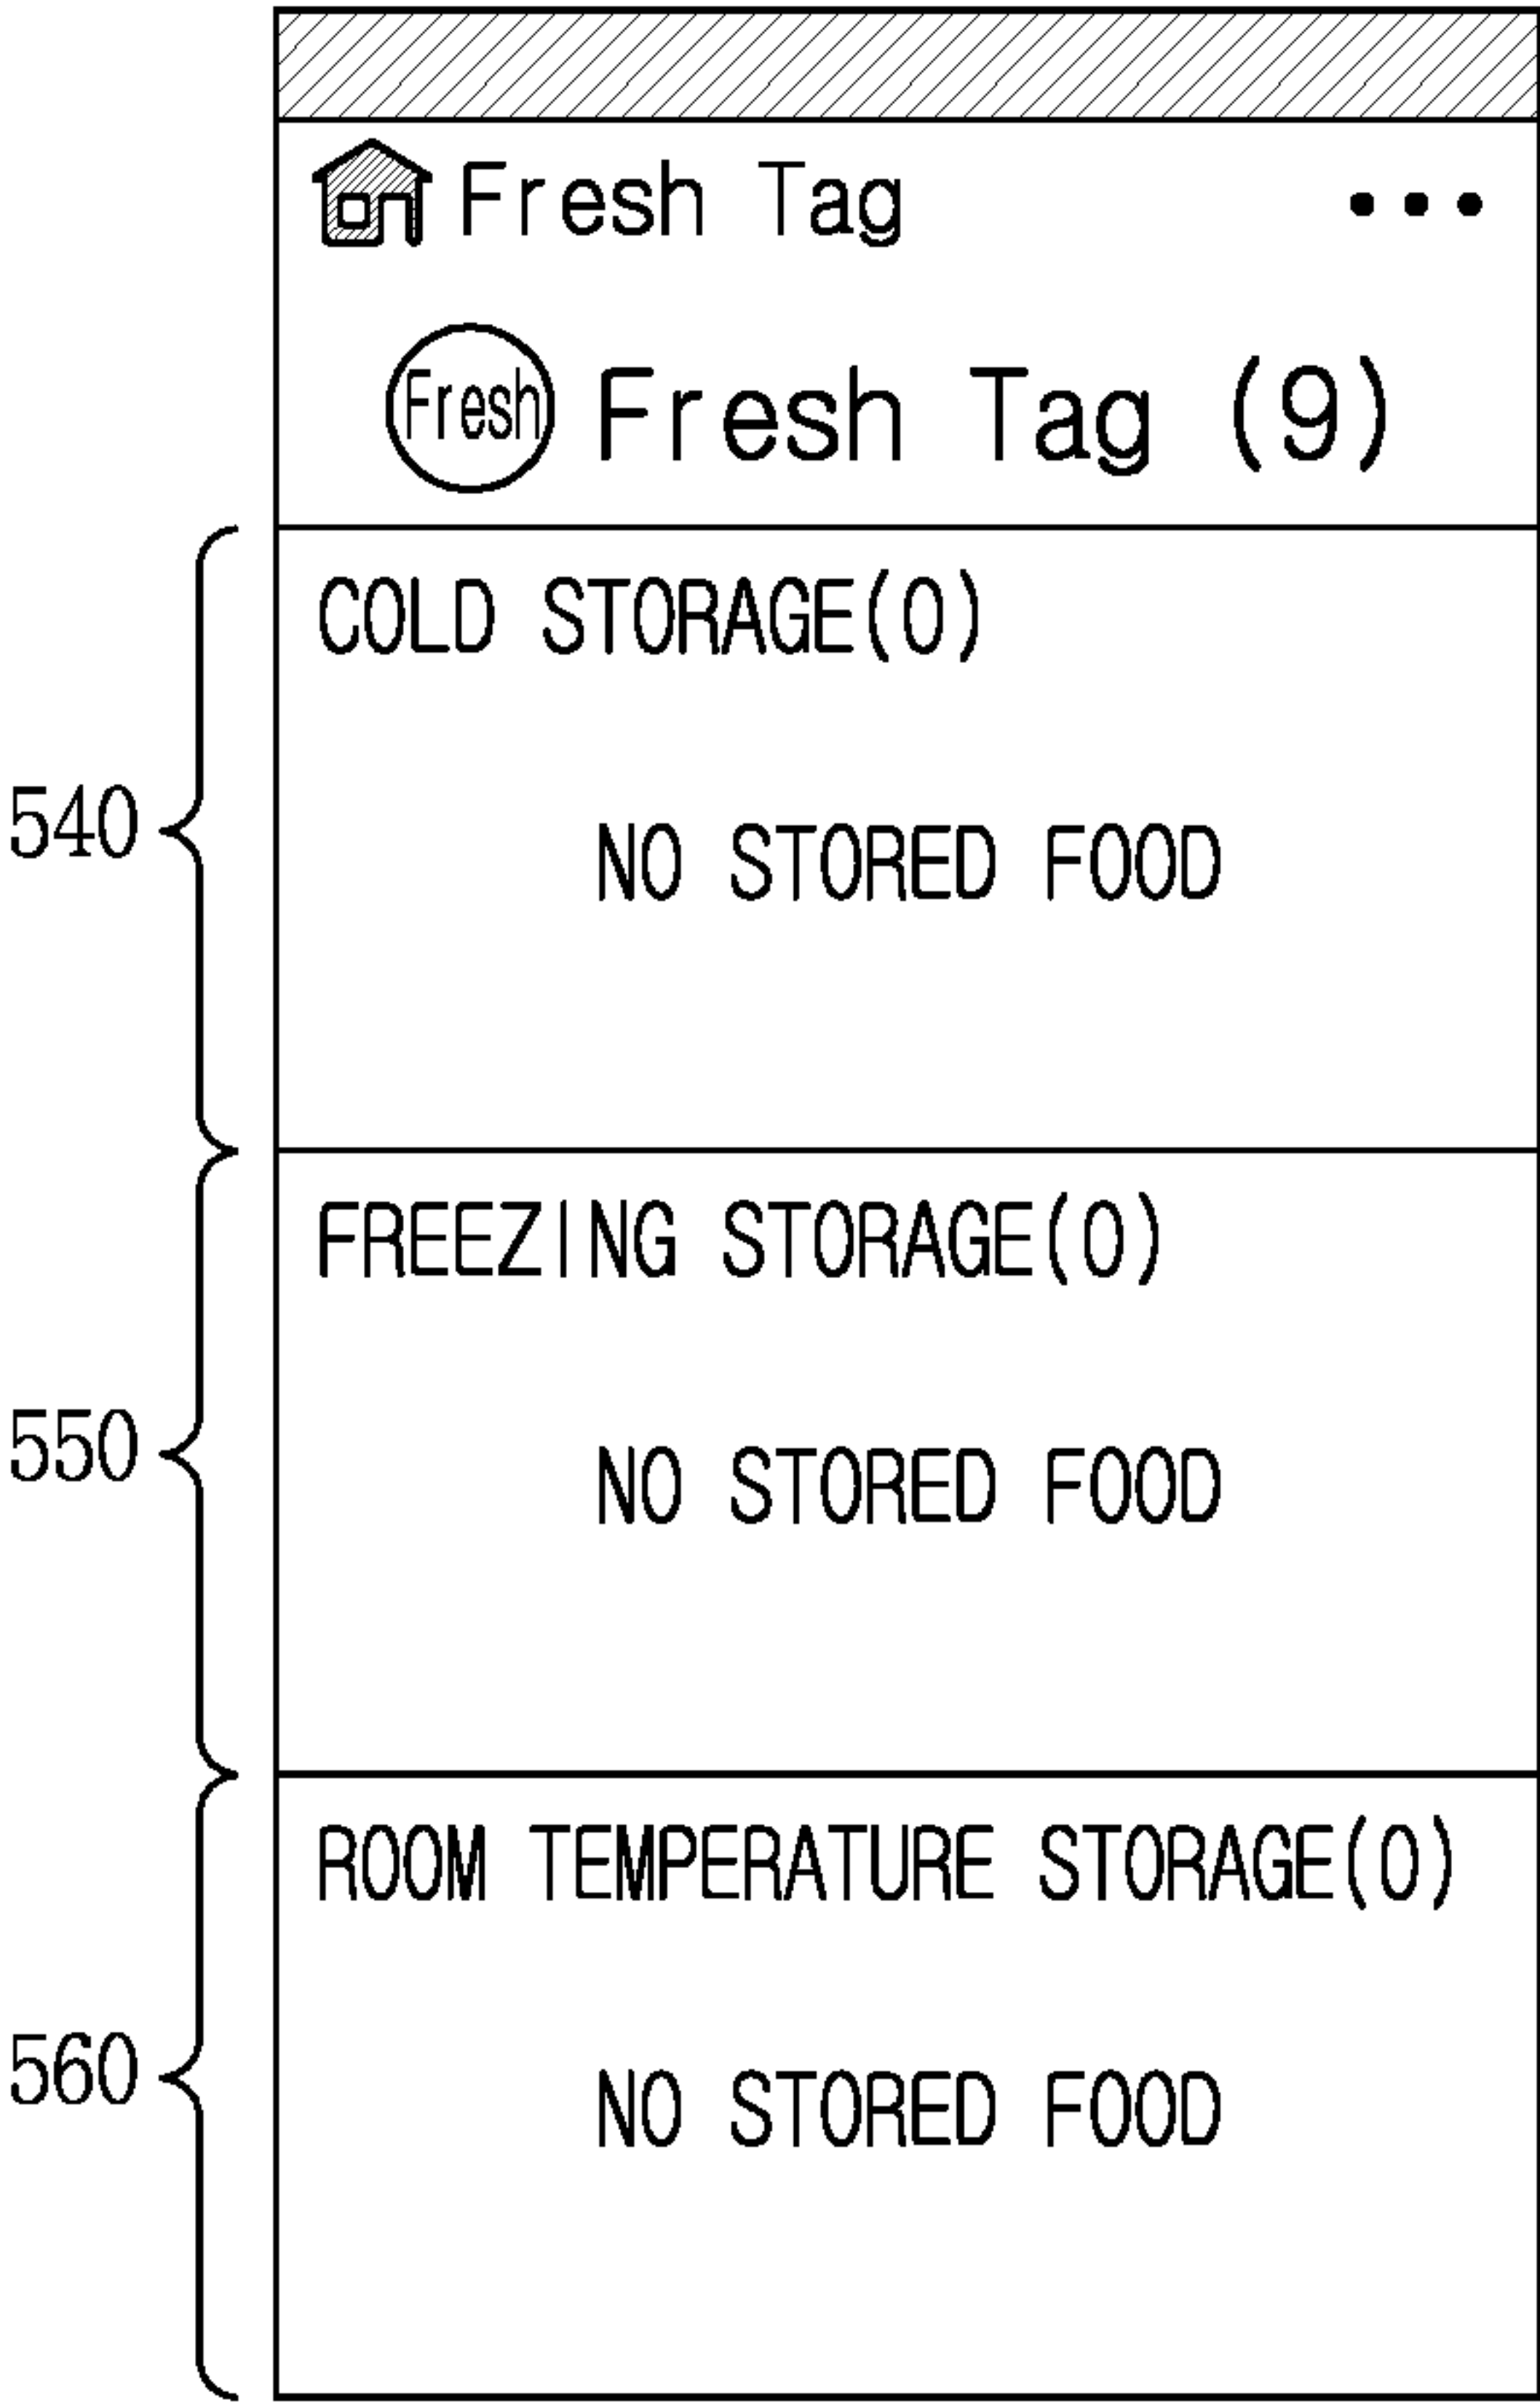 Fresh Tag
Fresh Fresh Tag (9)
COLD STORAGE(0)
540
NO STORED FOOD
FREEZING STORAGE(0)
550
NO STORED FOOD
ROOM TEMPERATURE STORAGE(0)
560
NO STORED FOOD